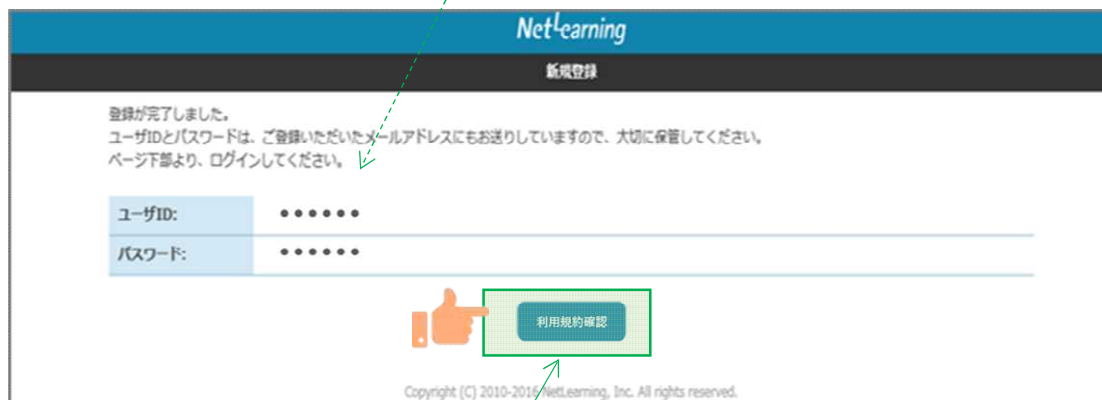 NetLearning
新規登録
登録が完了しました。
ユーザIDとパスワードは、ご登録いただいたメールアドレスにもお送りしていますので、大切に保管してください。
ページ下部より、ログインしてください。
ユーザID: ●●●●●●
パスワード: ●●●●●●
利用規約確認
Copyright (C) 2010-2016 NetLearning, Inc. All rights reserved.